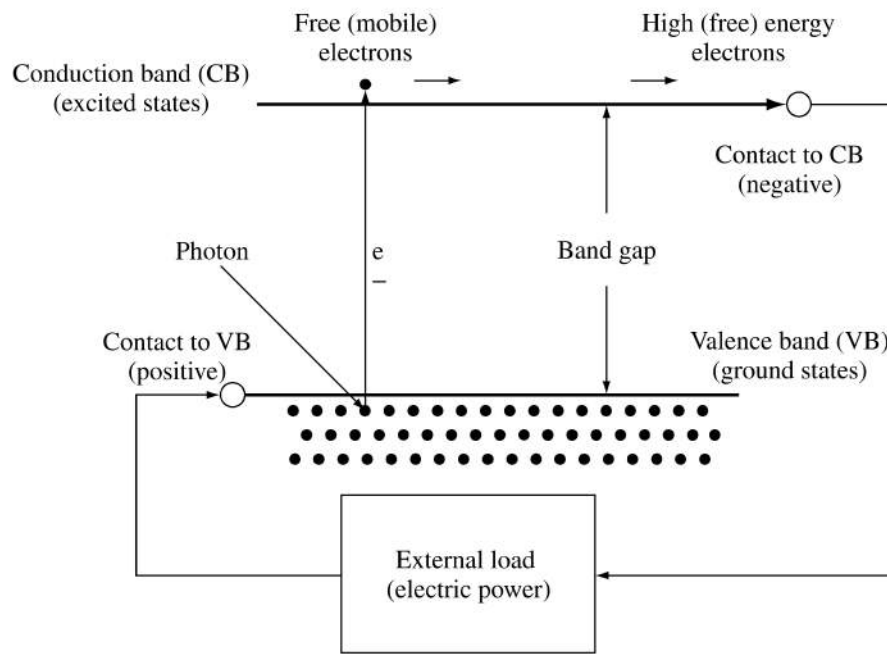 Free (mobile)
electrons
High (free) energy
electrons
Conduction band (CB)
(excited states)
Contact to CB
(negative)
Photon
e
–
Band gap
Contact to VB
(positive)
Valence band (VB)
(ground states)
External load
(electric power)